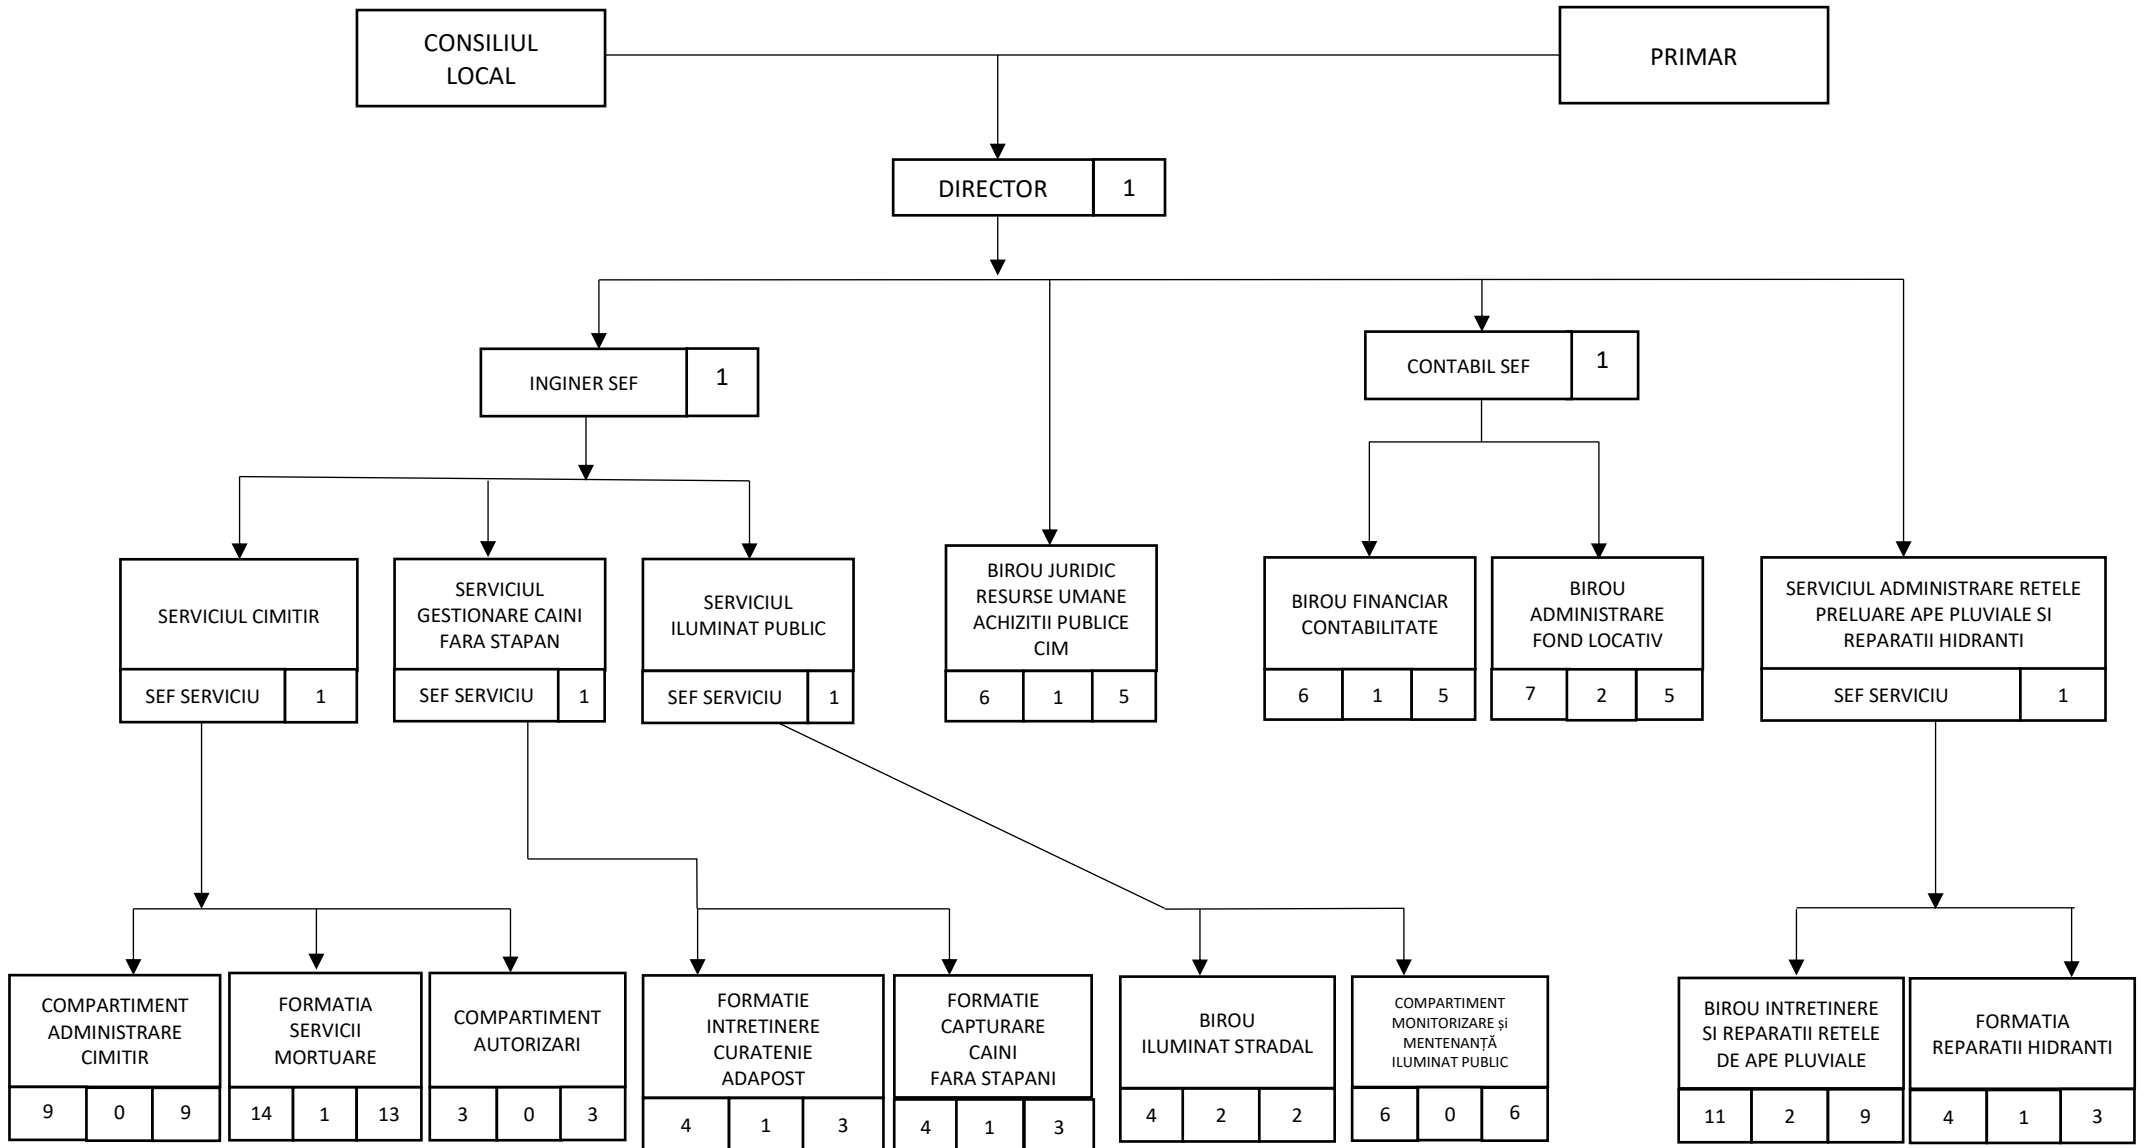 CONSILIUL
LOCAL
PRIMAR
DIRECTOR 1
INGINER SEF 1
CONTABIL SEF 1
SERVICIUL CIMITIR
SEF SERVICIU 1
SERVICIUL
GESTIONARE CAINI
FARA STAPAN
SEF SERVICIU 1
SERVICIUL
ILUMINAT PUBLIC
SEF SERVICIU 1
BIROU JURIDIC
RESURSE UMANE
ACHIZITII PUBLICE
CIM
6 1 5
BIROU FINANCIAR
CONTABILITATE
6 1 5
BIROU
ADMINISTRARE
FOND LOCATIV
7 2 5
SERVICIUL ADMINISTRARE RETELE
PRELUARE APE PLUVIALE SI
REPARATII HIDRANTI
SEF SERVICIU 1
COMPARTIMENT
ADMINISTRARE
CIMITIR
9 0 9
FORMATIA
SERVICII
MORTUARE
14 1 13
COMPARTIMENT
AUTORIZARI
3 0 3
FORMATIE
INTRETINERE
CURATENIE
ADAPOST
4 1 3
FORMATIE
CAPTURARE
CAINI
FARA STAPANI
4 1 3
BIROU
ILUMINAT STRADAL
4 2 2
COMPARTIMENT
MONITORIZARE și
MENTENANȚĂ
ILUMINAT PUBLIC
6 0 6
BIROU INTRETINERE
SI REPARATII RETELE
DE APE PLUVIALE
11 2 9
FORMATIA
REPARATII HIDRANTI
4 1 3